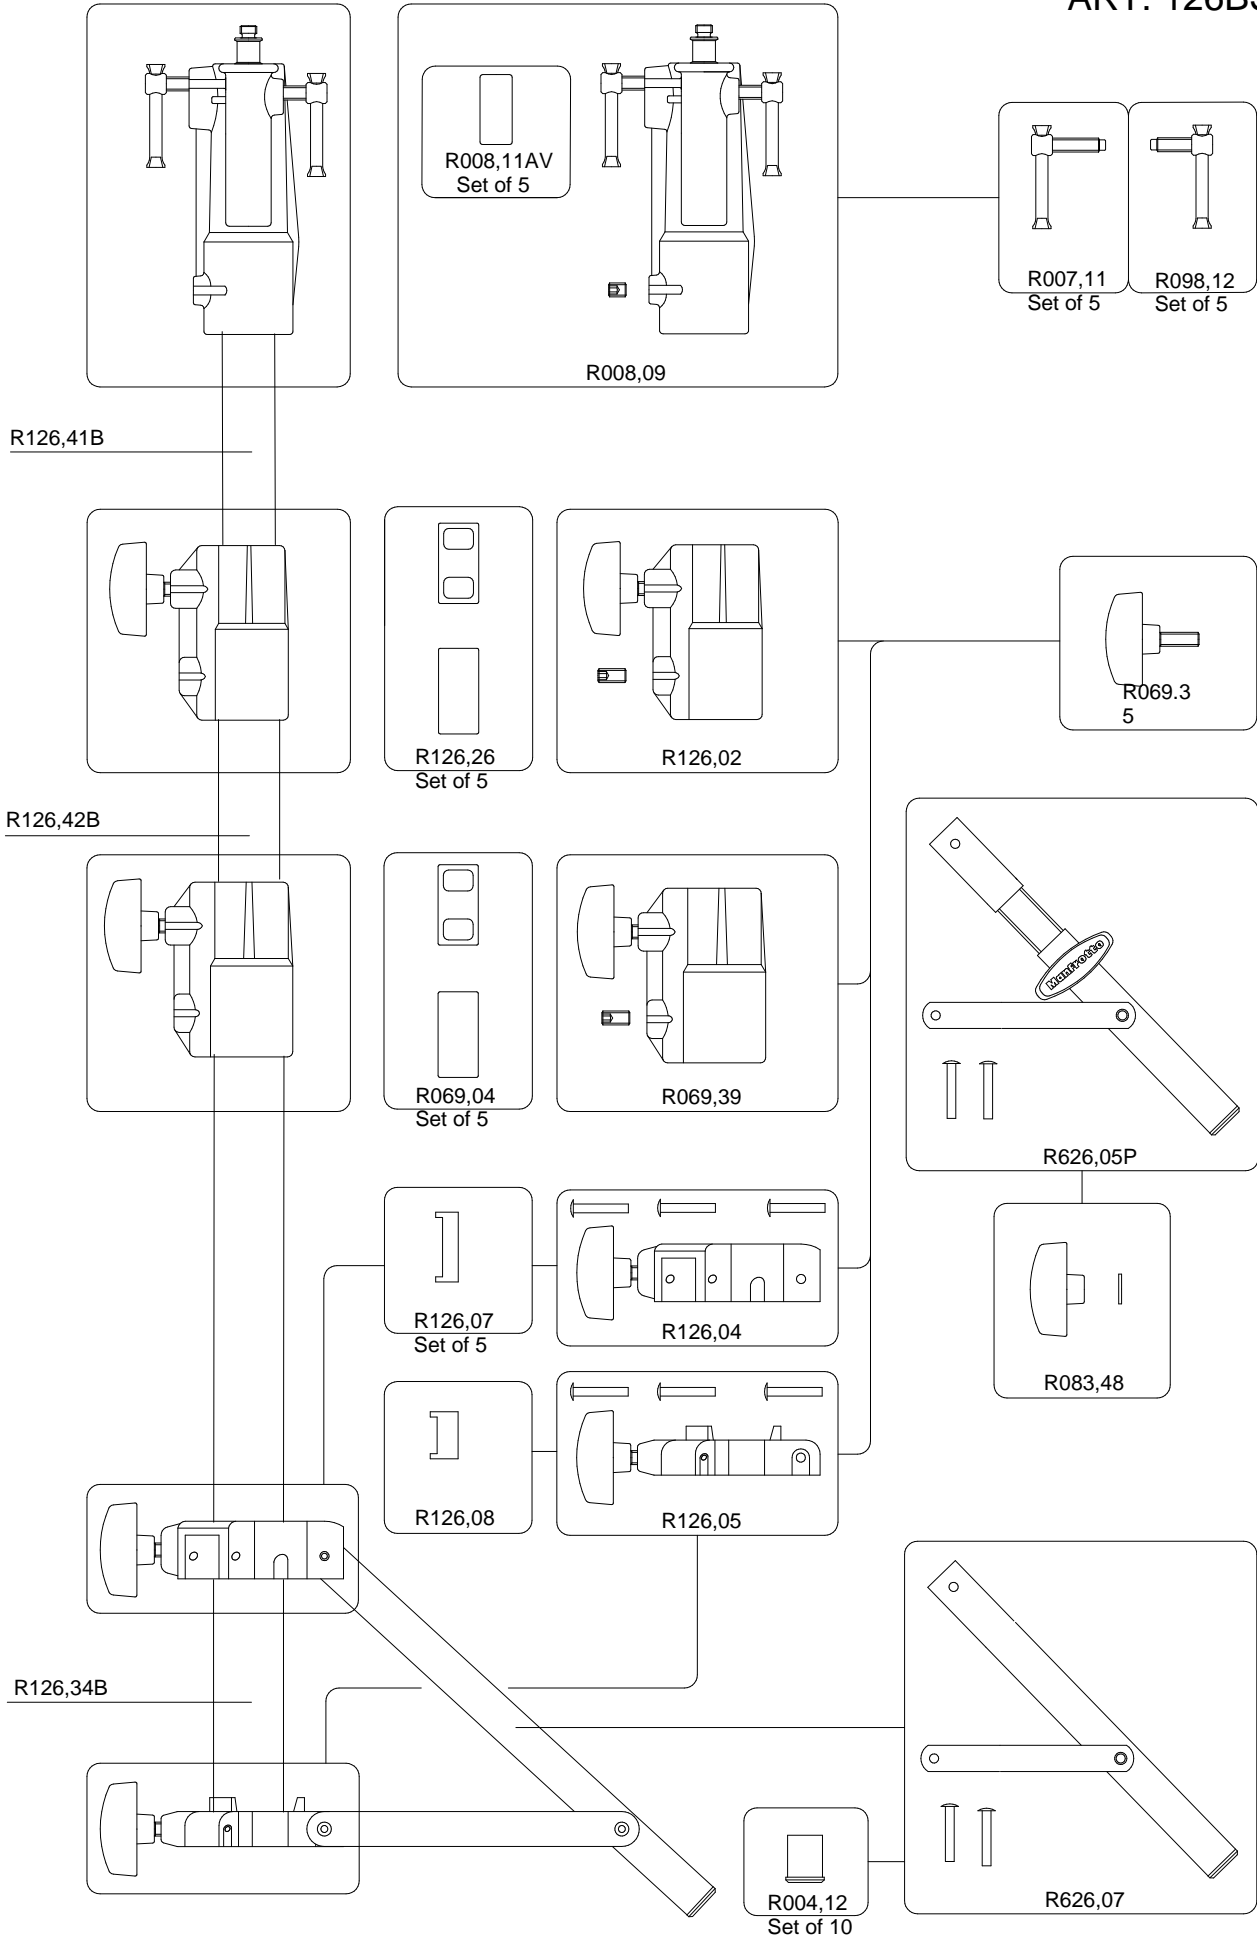 R008,11AV
Set of 5
R007,11
Set of 5
R098,12
Set of 5
R008,09
R126,41B
R069.3
5
R126,26
Set of 5
R126,02
R126,42B
Manfrotto
R069,04
Set of 5
R069,39
R626,05P
R126,07
Set of 5
R126,04
R083,48
R126,08
R126,05
R126,34B
R004,12
Set of 10
R626,07